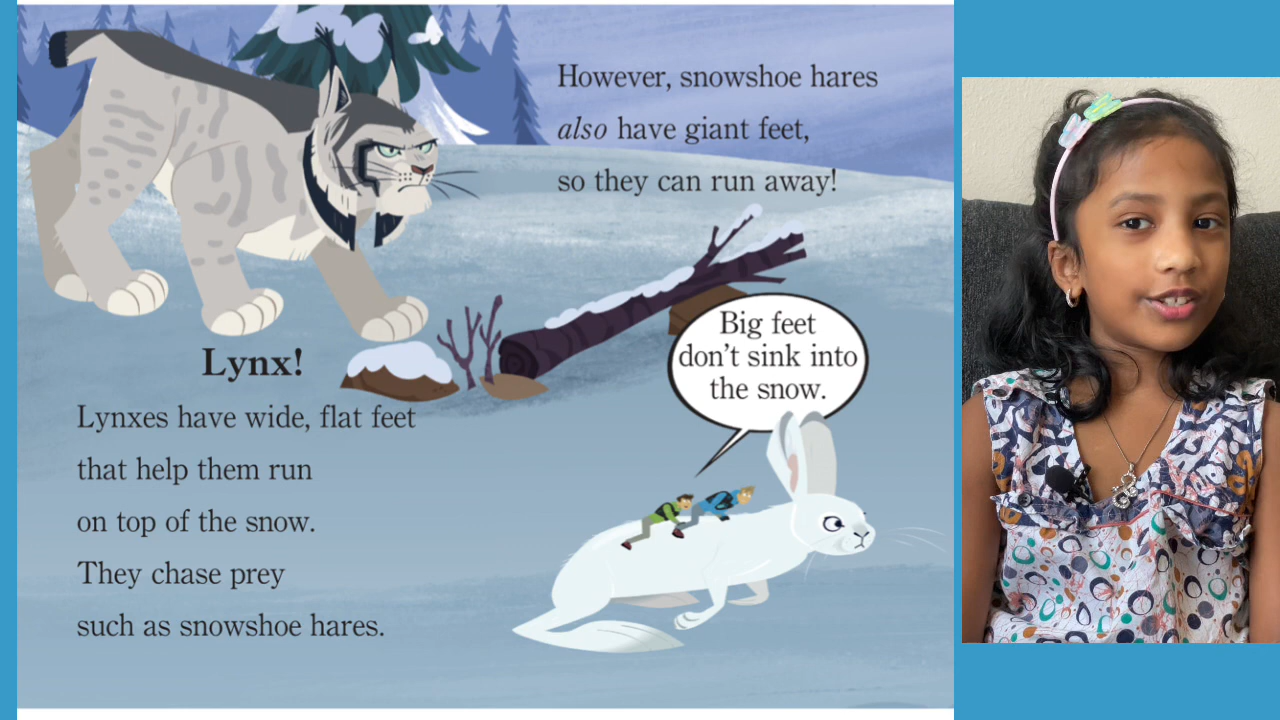 Lynx!
Lynxes have wide, flat feet
that help them run
on top of the snow.
They chase prey
such as snowshoe hares.
However, snowshoe hares
also have giant feet,
so they can run away!
Big feet
don’t sink into
the snow.